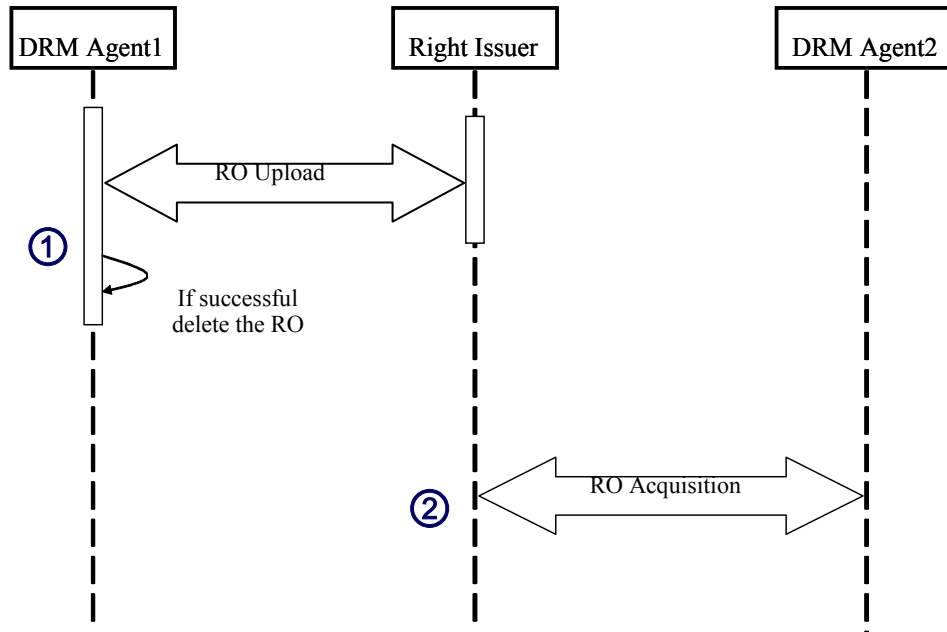 DRM Agent1
Right Issuer
DRM Agent2
RO Upload
①
If successful
delete the RO
②
RO Acquisition